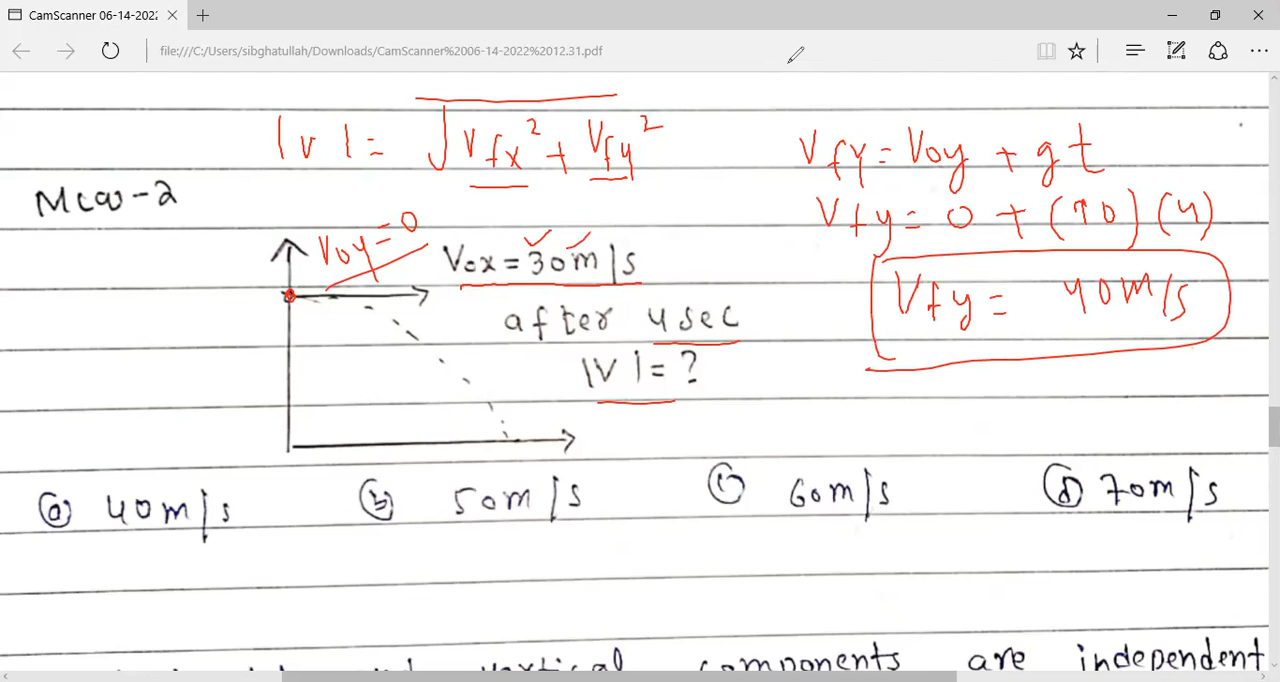 CamScanner 06-14-2022
file:///C:/Users/sibghatullah/Downloads/CamScanner%2006-14-2022%2012.31.pdf
|v| = √Vfx² + Vfy²
Vfy = Voy + gt
Vfy = 0 + (10) (4)
Vfy = 40m/s
MCQ-2
Voy = 0
Vox = 30m/s
after 4sec
|V| = ?
(a) 40m/s (b) 50m/s (c) 60m/s (d) 70m/s
vertical components are independent